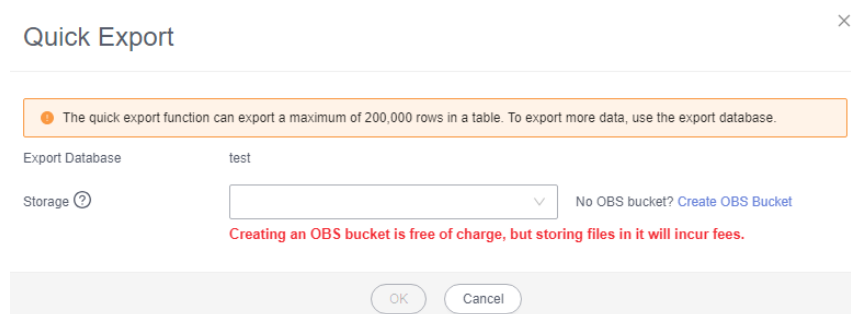 Quick Export
The quick export function can export a maximum of 200,000 rows in a table. To export more data, use the export database.
Export Database test
Storage ? No OBS bucket? Create OBS Bucket
Creating an OBS bucket is free of charge, but storing files in it will incur fees.
OK Cancel